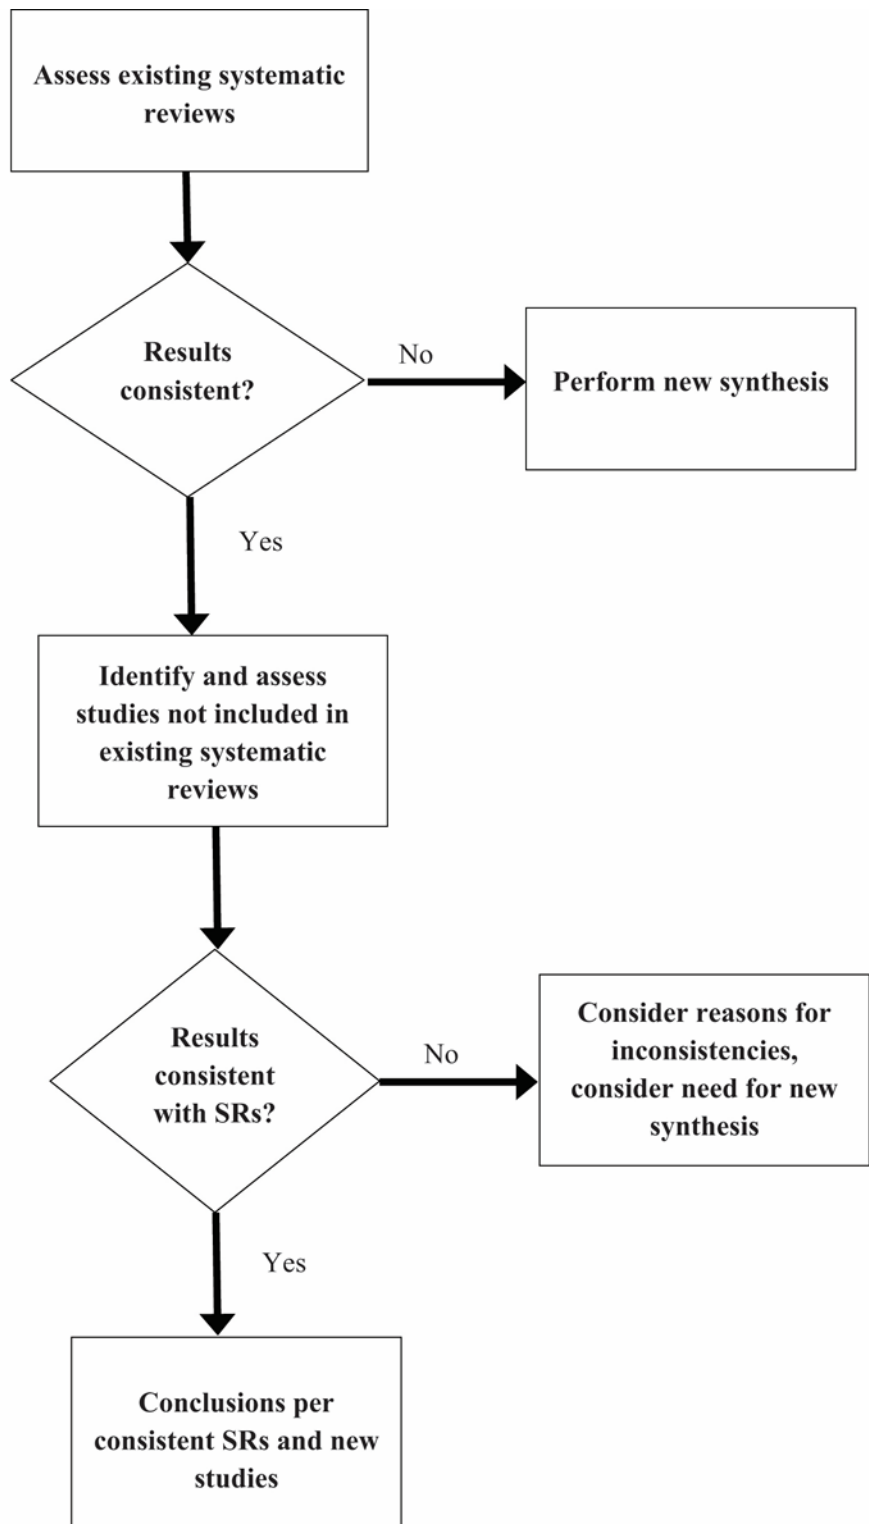 Assess existing systematic
reviews
Results
consistent?
No
Perform new synthesis
Yes
Identify and assess
studies not included in
existing systematic
reviews
Results
consistent
with SRs?
No
Consider reasons for
inconsistencies,
consider need for new
synthesis
Yes
Conclusions per
consistent SRs and new
studies